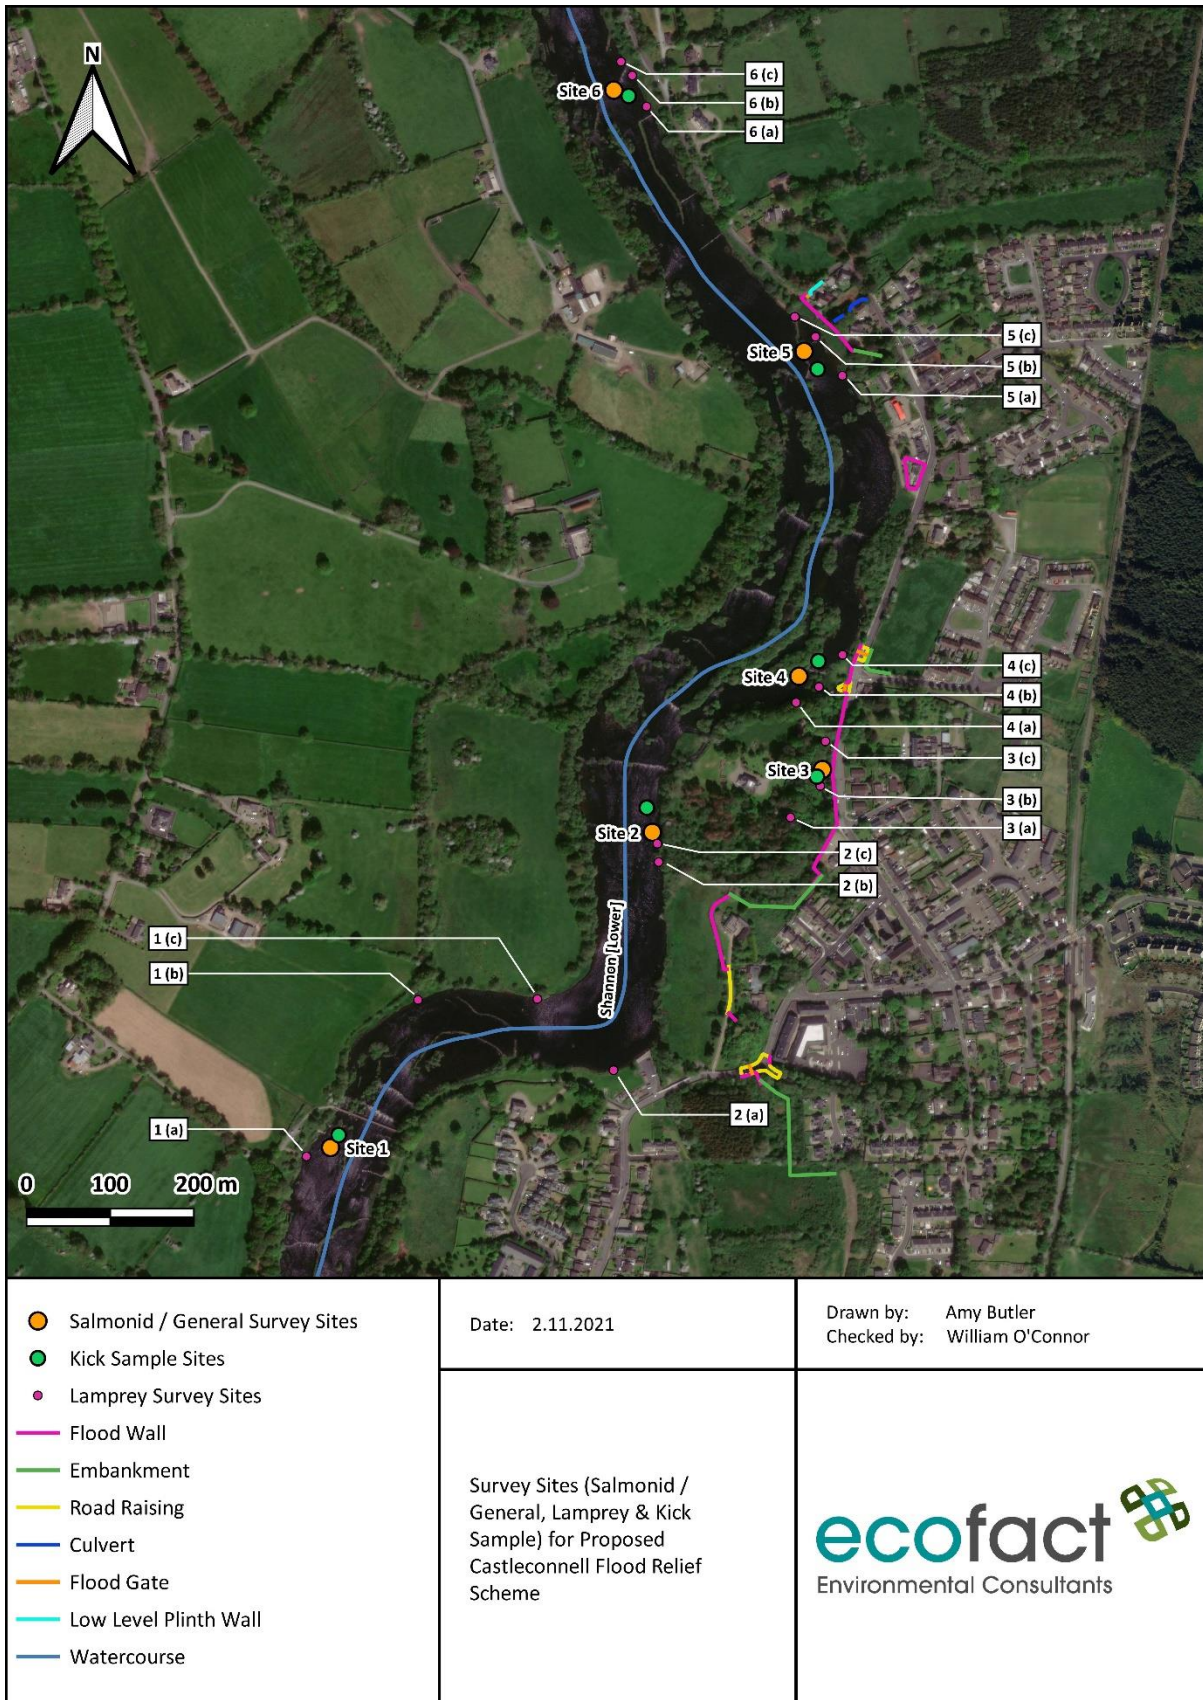 N
6 (c)
Site 6
6 (b)
6 (a)
5 (c)
Site 5
5 (b)
5 (a)
4 (c)
Site 4
4 (b)
4 (a)
3 (c)
Site 3
3 (b)
3 (a)
Site 2
2 (c)
2 (b)
Shannon [Lower]
1 (c)
1 (b)
2 (a)
1 (a)
Site 1
0 100 200 m
Salmonid / General Survey Sites
Kick Sample Sites
Lamprey Survey Sites
Flood Wall
Embankment
Road Raising
Culvert
Flood Gate
Low Level Plinth Wall
Watercourse
Date: 2.11.2021
Survey Sites (Salmonid /
General, Lamprey & Kick
Sample) for Proposed
Castleconnell Flood Relief
Scheme
Drawn by: Amy Butler
Checked by: William O'Connor
ecofact
Environmental Consultants